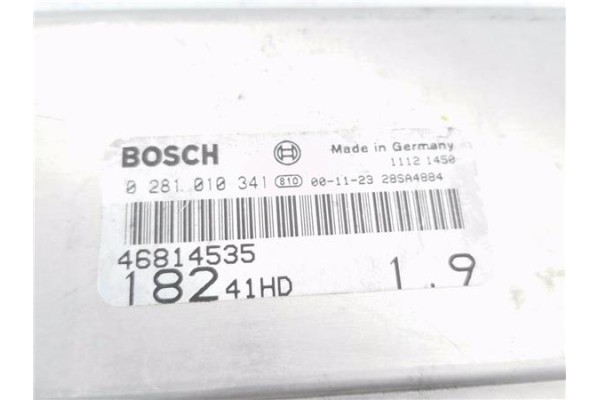 BOSCH Made in Germany
1112 1450
0 281 010 341 810 00-11-23 28SA4884
46814535
182 41HD 1.9